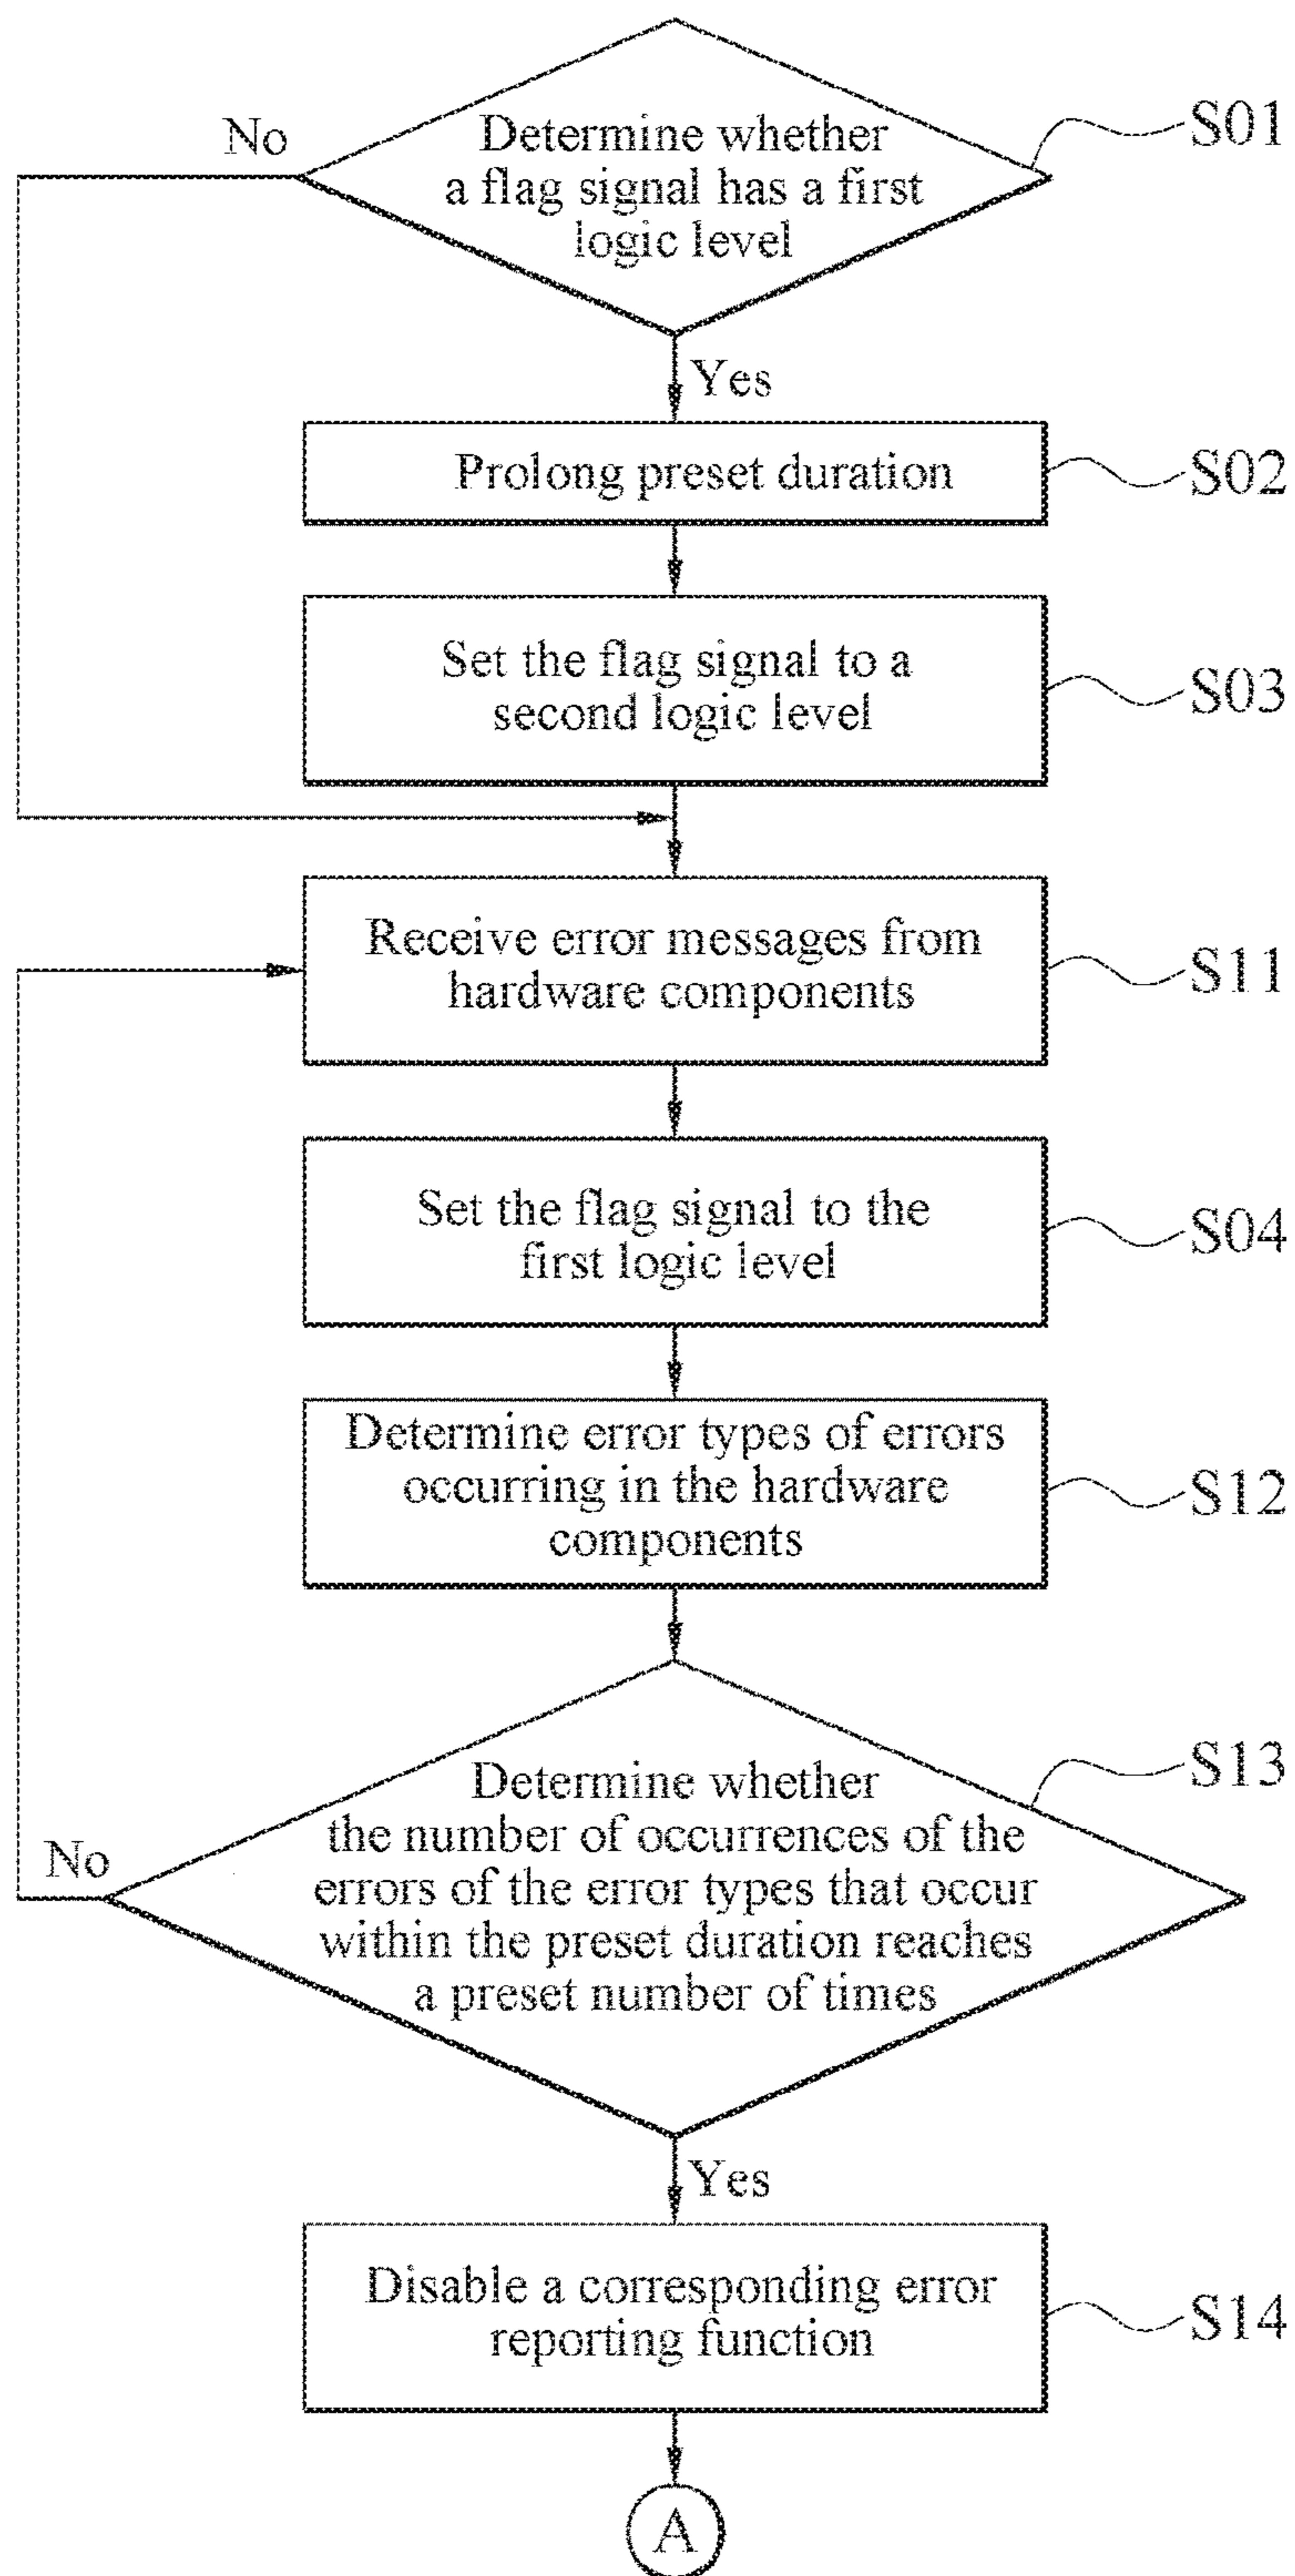 No
Determine whether
a flag signal has a first
logic level
S01
Yes
Prolong preset duration
S02
Set the flag signal to a
second logic level
S03
Receive error messages from
hardware components
S11
Set the flag signal to the
first logic level
S04
Determine error types of errors
occurring in the hardware
components
S12
Determine whether
the number of occurrences of the
errors of the error types that occur
within the preset duration reaches
a preset number of times
S13
No
Yes
Disable a corresponding error
reporting function
S14
A